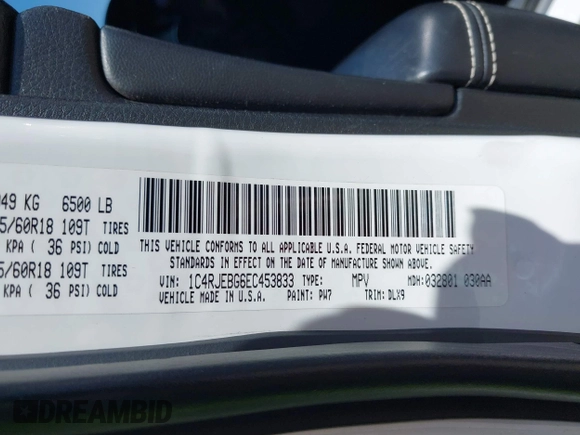 949 KG 6500 LB
5/60R18 109T TIRES
KPA ( 36 PSI) COLD
5/60R18 109T TIRES
KPA ( 36 PSI) COLD
THIS VEHICLE CONFORMS TO ALL APPLICABLE U.S.A. FEDERAL MOTOR VEHICLE SAFETY
STANDARDS IN EFFECT ON THE DATE OF MANUFACTURE SHOWN ABOVE.
VIN: 1C4RJEBG6EC453833 TYPE: MPV MDH: 032801 030AA
VEHICLE MADE IN U.S.A. PAINT: PW7 TRIM: DLX9
DREAMBID